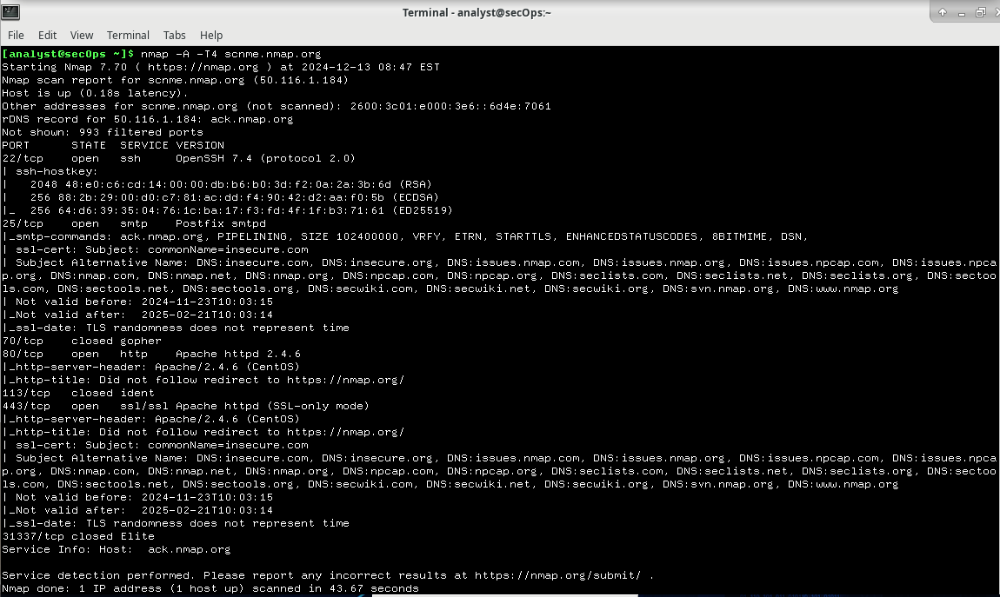 Terminal - analyst@secOps:~
File Edit View Terminal Tabs Help
[analyst@secOps ~]$ nmap -A -T4 scnme.nmap.org
Starting Nmap 7.70 ( https://nmap.org ) at 2024-12-13 08:47 EST
Nmap scan report for scnme.nmap.org (50.116.1.184)
Host is up (0.18s latency).
Other addresses for scnme.nmap.org (not scanned): 2600:3c01:e000:3e6::6d4e:7061
rDNS record for 50.116.1.184: ack.nmap.org
Not shown: 993 filtered ports
PORT      STATE  SERVICE VERSION
22/tcp    open   ssh     OpenSSH 7.4 (protocol 2.0)
| ssh-hostkey:
|   2048 48:e0:c6:cd:14:00:00:db:b6:b0:3d:f2:0a:2a:3b:6d (RSA)
|   256 88:2b:29:00:d0:c7:81:ac:dd:f4:90:42:d2:aa:f0:5b (ECDSA)
|_  256 64:d6:39:35:04:76:1c:ba:17:f3:fd:4f:1f:b3:71:61 (ED25519)
25/tcp    open   smtp    Postfix smtpd
|_smtp-commands: ack.nmap.org, PIPELINING, SIZE 102400000, VRFY, ETRN, STARTTLS, ENHANCEDSTATUSCODES, 8BITMIME, DSN,
| ssl-cert: Subject: commonName=insecure.com
| Subject Alternative Name: DNS:insecure.com, DNS:insecure.org, DNS:issues.nmap.com, DNS:issues.nmap.org, DNS:issues.npcap.com, DNS:issues.npca
p.org, DNS:nmap.com, DNS:nmap.net, DNS:nmap.org, DNS:npcap.com, DNS:npcap.org, DNS:seclists.com, DNS:seclists.net, DNS:seclists.org, DNS:sectoo
ls.com, DNS:sectools.net, DNS:sectools.org, DNS:secwiki.com, DNS:secwiki.net, DNS:secwiki.org, DNS:svn.nmap.org, DNS:www.nmap.org
| Not valid before: 2024-11-23T10:03:15
|_Not valid after:  2025-02-21T10:03:14
|_ssl-date: TLS randomness does not represent time
70/tcp    closed gopher
80/tcp    open   http    Apache httpd 2.4.6
|_http-server-header: Apache/2.4.6 (CentOS)
|_http-title: Did not follow redirect to https://nmap.org/
113/tcp   closed ident
443/tcp   open   ssl/ssl Apache httpd (SSL-only mode)
|_http-server-header: Apache/2.4.6 (CentOS)
|_http-title: Did not follow redirect to https://nmap.org/
| ssl-cert: Subject: commonName=insecure.com
| Subject Alternative Name: DNS:insecure.com, DNS:insecure.org, DNS:issues.nmap.com, DNS:issues.nmap.org, DNS:issues.npcap.com, DNS:issues.npca
p.org, DNS:nmap.com, DNS:nmap.net, DNS:nmap.org, DNS:npcap.com, DNS:npcap.org, DNS:seclists.com, DNS:seclists.net, DNS:seclists.org, DNS:sectoo
ls.com, DNS:sectools.net, DNS:sectools.org, DNS:secwiki.com, DNS:secwiki.net, DNS:secwiki.org, DNS:svn.nmap.org, DNS:www.nmap.org
| Not valid before: 2024-11-23T10:03:15
|_Not valid after:  2025-02-21T10:03:14
|_ssl-date: TLS randomness does not represent time
31337/tcp closed Elite
Service Info: Host:  ack.nmap.org
Service detection performed. Please report any incorrect results at https://nmap.org/submit/ .
Nmap done: 1 IP address (1 host up) scanned in 43.67 seconds